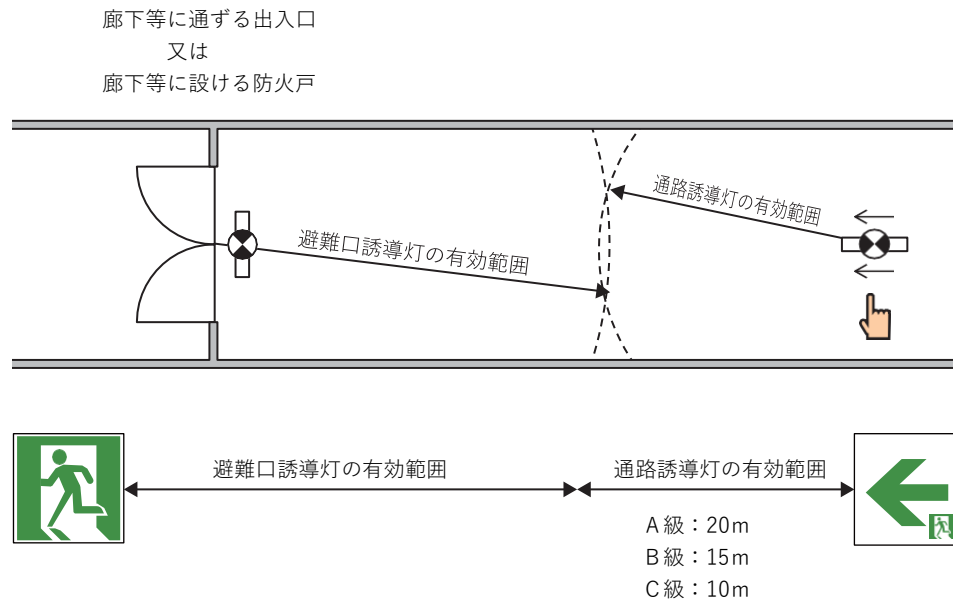 廊下等に通ずる出入口
又は
廊下等に設ける防火戸
通路誘導灯の有効範囲
避難口誘導灯の有効範囲
避難口誘導灯の有効範囲
通路誘導灯の有効範囲
A級：20m
B級：15m
C級：10m